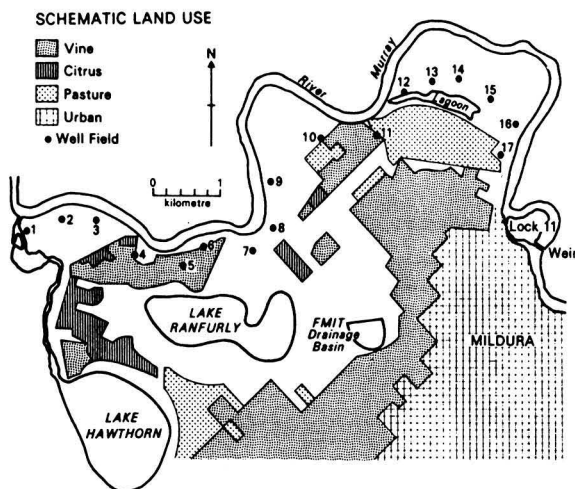 SCHEMATIC LAND USE
Vine
Citrus
Pasture
Urban
Well Field
N
0 1
kilometre
River
Murray
Lagoon
12
13
14
15
16
17
11
10
9
8
7
6
5
4
3
2
1
Lock 11
Weir
LAKE
RANFURLY
FMIT
Drainage
Basin
MILDURA
LAKE
HAWTHORN